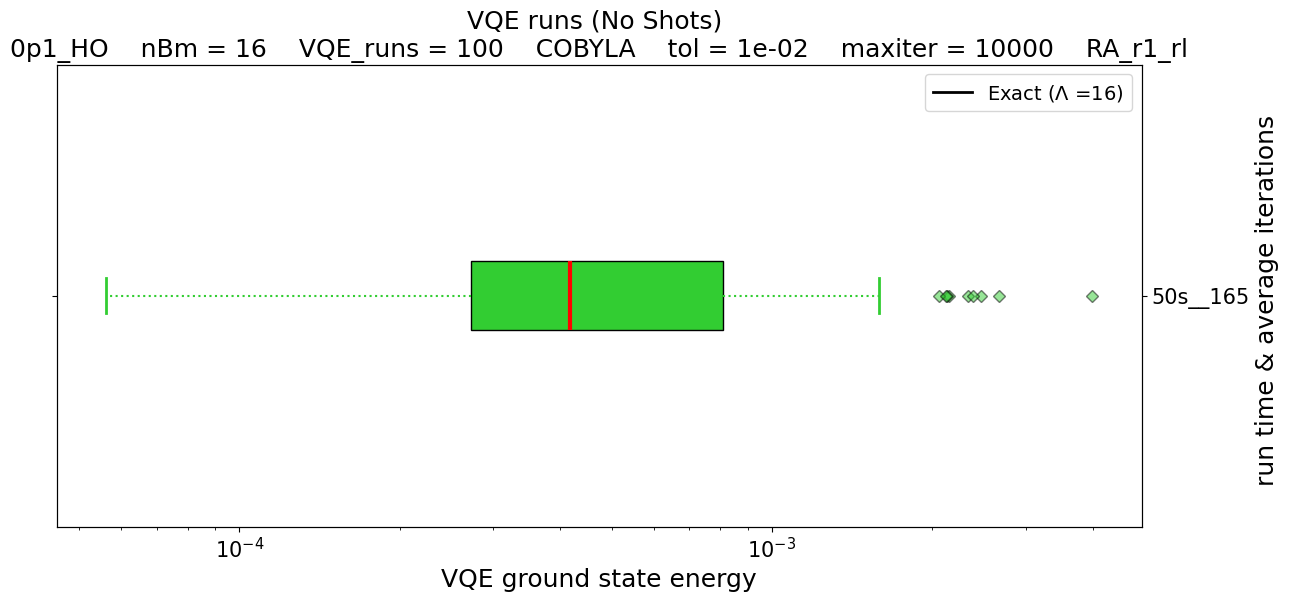 VQE runs (No Shots)
0p1_HO nBm = 16 VQE_runs = 100 COBYLA tol = 1e-02 maxiter = 10000 RA_r1_rl
Exact (Λ =16)
50s__165
run time & average iterations
10⁻⁴ 10⁻³
VQE ground state energy